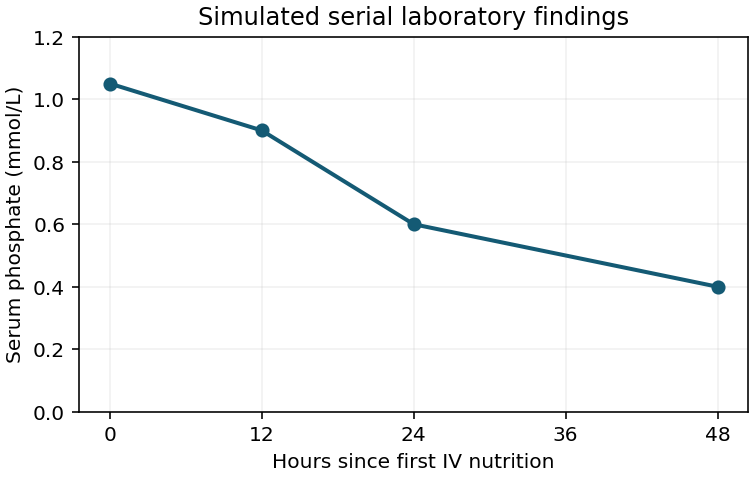 Simulated serial laboratory findings
Serum phosphate (mmol/L)
1.2
1.0
0.8
0.6
0.4
0.2
0.0
0 12 24 36 48
Hours since first IV nutrition